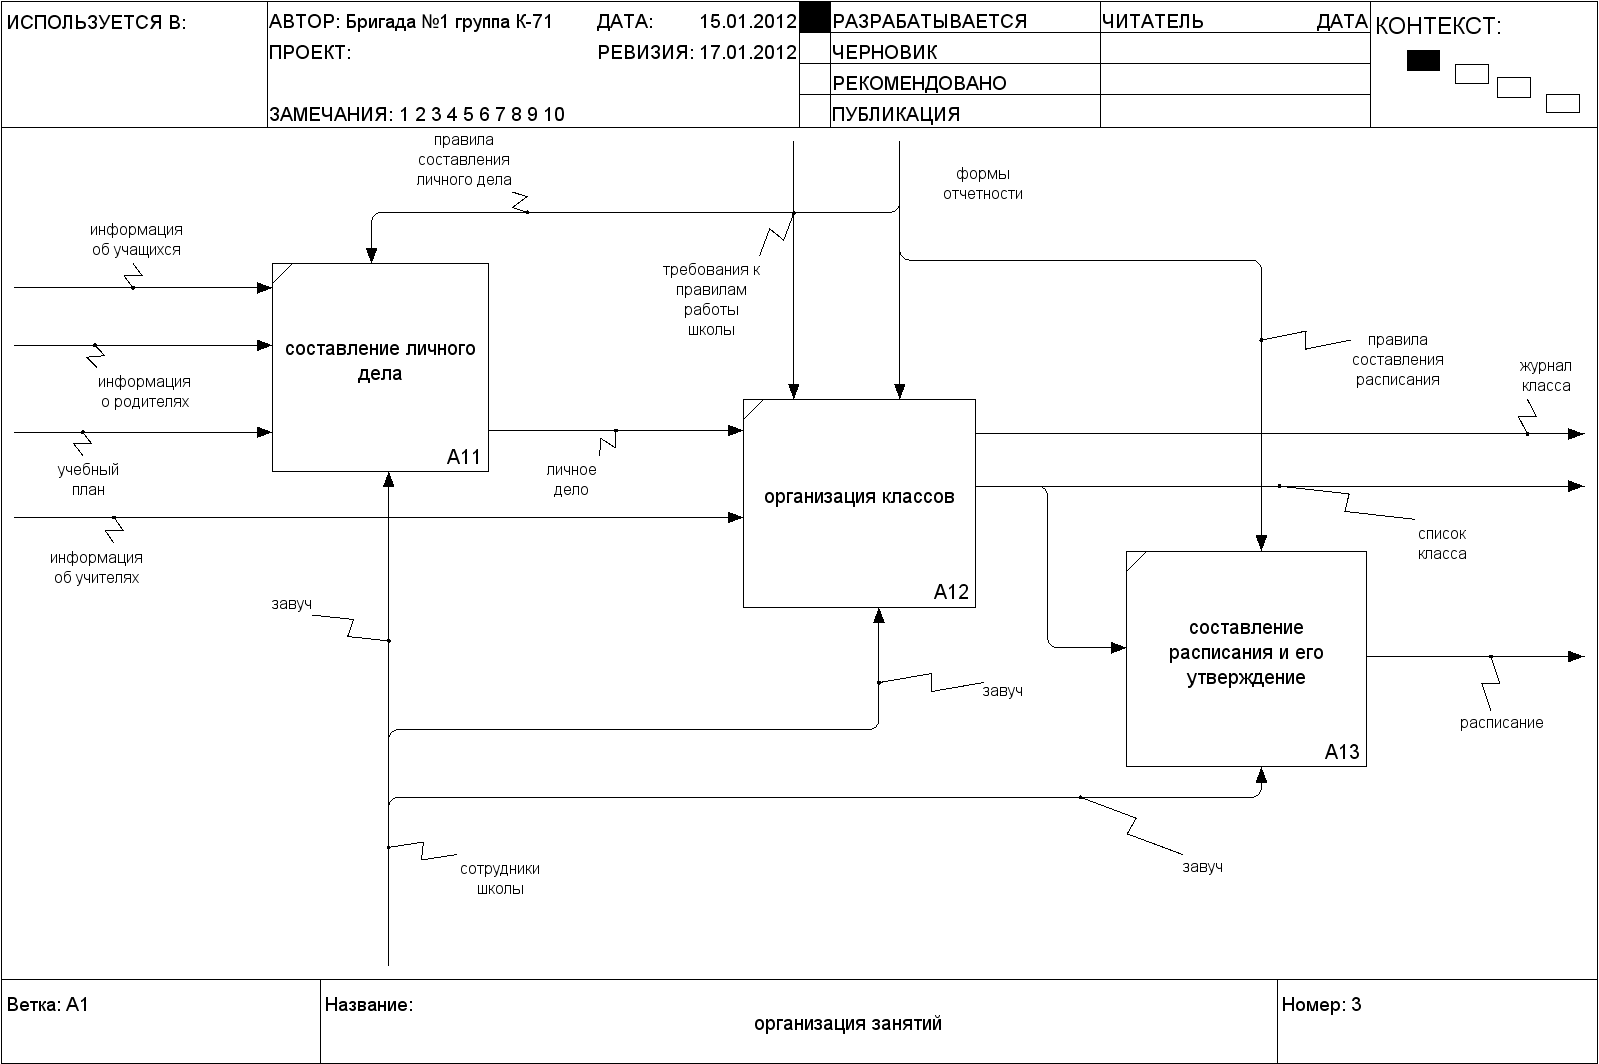 ИСПОЛЬЗУЕТСЯ В:
АВТОР: Бригада №1 группа К-71
ДАТА: 15.01.2012
ПРОЕКТ:
РЕВИЗИЯ: 17.01.2012
ЗАМЕЧАНИЯ: 1 2 3 4 5 6 7 8 9 10
РАЗРАБАТЫВАЕТСЯ
ЧЕРНОВИК
РЕКОМЕНДОВАНО
ПУБЛИКАЦИЯ
ЧИТАТЕЛЬ ДАТА
КОНТЕКСТ:
правила
составления
личного дела
формы
отчетности
информация
об учащихся
требования к
правилам
работы
школы
составление личного
дела
A11
информация
о родителях
учебный
план
правила
составления
расписания
журнал
класса
личное
дело
организация классов
A12
список
класса
информация
об учителях
завуч
составление
расписания и его
утверждение
A13
завуч
расписание
завуч
сотрудники
школы
Ветка: A1
Название:
организация занятий
Номер: 3